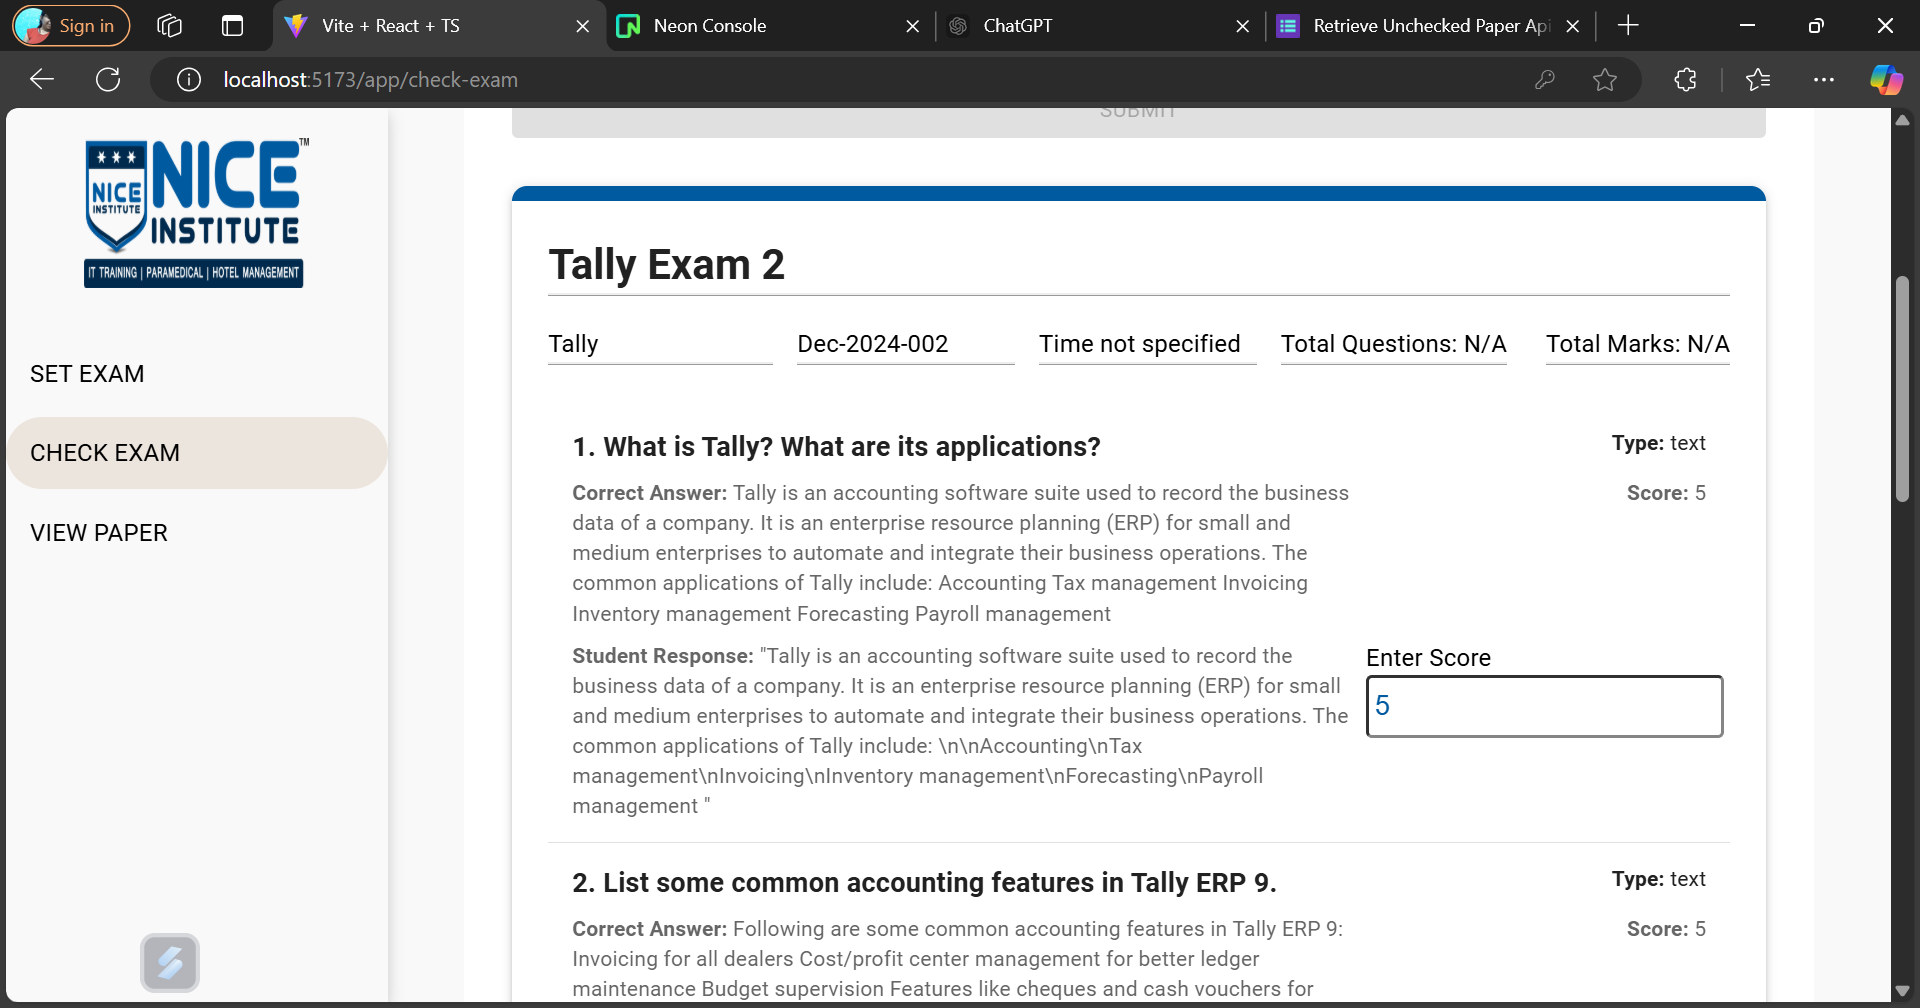 Sign in
Vite + React + TS
Neon Console
ChatGPT
Retrieve Unchecked Paper Api
localhost:5173/app/check-exam
NICE INSTITUTE
NICE™
INSTITUTE
IT TRAINING | PARAMEDICAL | HOTEL MANAGEMENT
SET EXAM
CHECK EXAM
VIEW PAPER
SUBMIT
Tally Exam 2
Tally
Dec-2024-002
Time not specified
Total Questions: N/A
Total Marks: N/A
1. What is Tally? What are its applications?
Type: text
Correct Answer: Tally is an accounting software suite used to record the business
data of a company. It is an enterprise resource planning (ERP) for small and
medium enterprises to automate and integrate their business operations. The
common applications of Tally include: Accounting Tax management Invoicing
Inventory management Forecasting Payroll management
Score: 5
Student Response: "Tally is an accounting software suite used to record the
business data of a company. It is an enterprise resource planning (ERP) for small
and medium enterprises to automate and integrate their business operations. The
common applications of Tally include: \n\nAccounting\nTax
management\nInvoicing\nInventory management\nForecasting\nPayroll
management "
Enter Score
5
2. List some common accounting features in Tally ERP 9.
Type: text
Correct Answer: Following are some common accounting features in Tally ERP 9:
Invoicing for all dealers Cost/profit center management for better ledger
maintenance Budget supervision Features like cheques and cash vouchers for
Score: 5